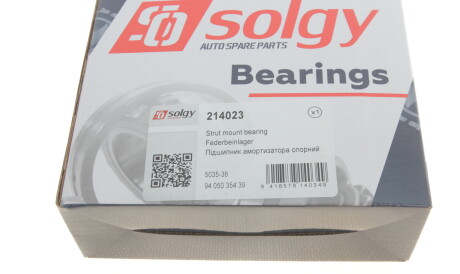 solgy
AUTO SPARE PARTS
Bearings
solgy
214023
x1
Strut mount bearing
Federbeinlager
Підшипник амортизатора опорний
5035-38
94 050 354 39